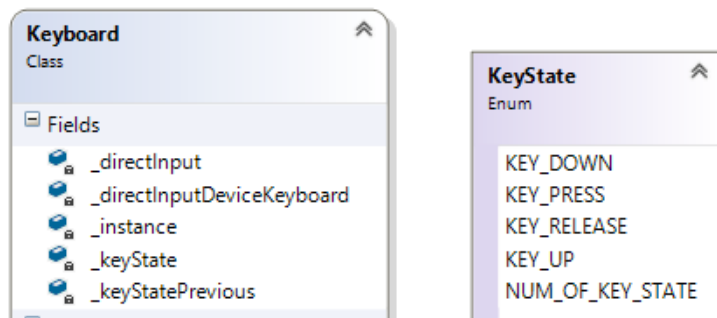 Keyboard
Class
Fields
_directInput
_directInputDeviceKeyboard
_instance
_keyState
_keyStatePrevious
KeyState
Enum
KEY_DOWN
KEY_PRESS
KEY_RELEASE
KEY_UP
NUM_OF_KEY_STATE